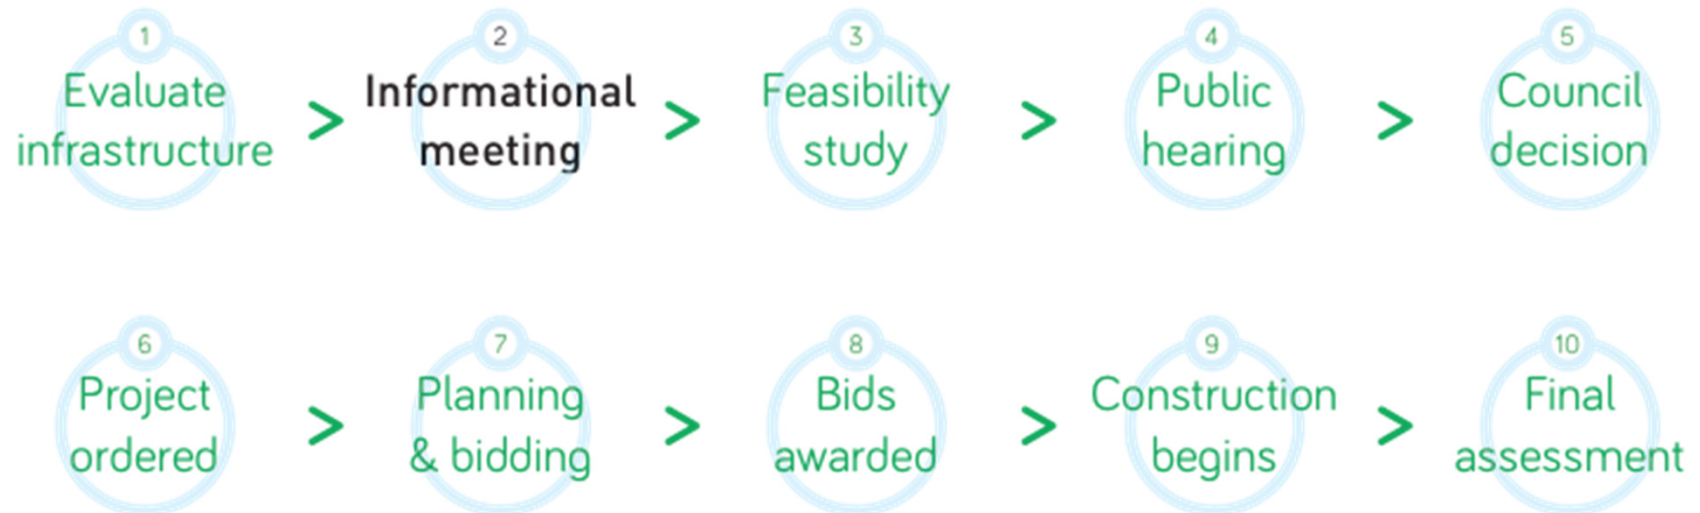 1
Evaluate
infrastructure
>
2
Informational
meeting
>
3
Feasibility
study
>
4
Public
hearing
>
5
Council
decision
6
Project
ordered
>
7
Planning
& bidding
>
8
Bids
awarded
>
9
Construction
begins
>
10
Final
assessment